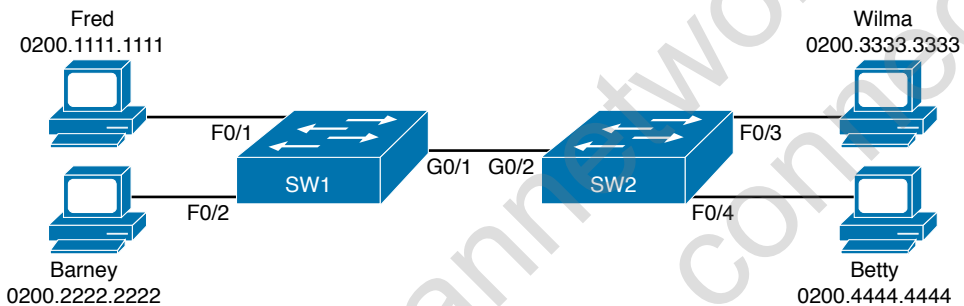 Fred
0200.1111.1111
Wilma
0200.3333.3333
F0/1
G0/1
G0/2
F0/3
SW1
SW2
F0/2
F0/4
Barney
0200.2222.2222
Betty
0200.4444.4444